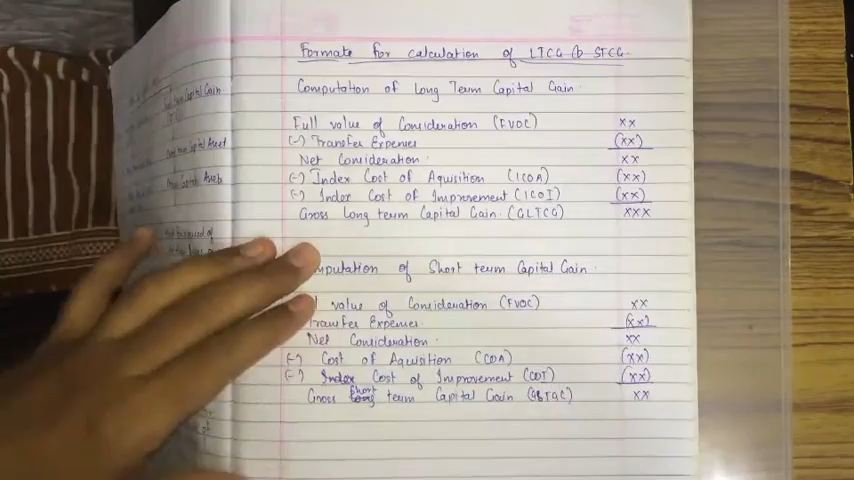 Formate for calculation of LTCG & STCG
Computation of Long Term Capital Gain
Full value of Consideration (FVOC) xx
(-) Transfer Expenses (xx)
Net Consideration xx
(-) Index Cost of Aquisition (ICOA) (xx)
(-) Index Cost of Improvement (ICOI) (xx)
Gross Long term Capital Gain. (GLTCG) xxx
mputation of Short term Capital Gain
value of Consideration (FVOC) xx
Transfer Expenses. (xx)
Net Consideration. xx
(-) Cost of Aquisition (COA) (xx)
(-) Cost of Improvement (COI) (xx)
Gross Short term Capital Gain xx